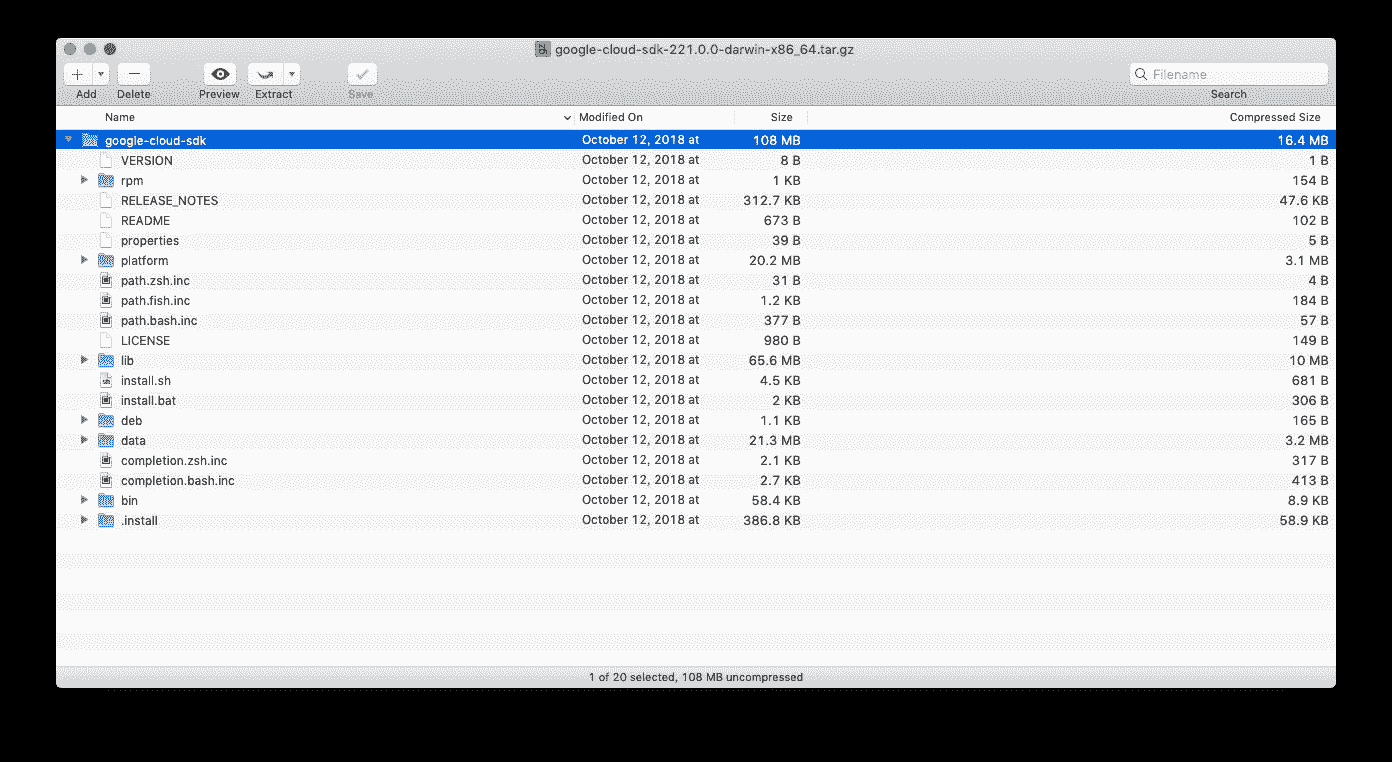 google-cloud-sdk-221.0.0-darwin-x86_64.tar.gz
Add Delete Preview Extract Save Filename Search
Name Modified On Size Compressed Size
google-cloud-sdk October 12, 2018 at 108 MB 16.4 MB
VERSION October 12, 2018 at 8 B 1 B
rpm October 12, 2018 at 1 KB 154 B
RELEASE_NOTES October 12, 2018 at 312.7 KB 47.6 KB
README October 12, 2018 at 673 B 102 B
properties October 12, 2018 at 39 B 5 B
platform October 12, 2018 at 20.2 MB 3.1 MB
path.zsh.inc October 12, 2018 at 31 B 4 B
path.fish.inc October 12, 2018 at 1.2 KB 184 B
path.bash.inc October 12, 2018 at 377 B 57 B
LICENSE October 12, 2018 at 980 B 149 B
lib October 12, 2018 at 65.6 MB 10 MB
install.sh October 12, 2018 at 4.5 KB 681 B
install.bat October 12, 2018 at 2 KB 306 B
deb October 12, 2018 at 1.1 KB 165 B
data October 12, 2018 at 21.3 MB 3.2 MB
completion.zsh.inc October 12, 2018 at 2.1 KB 317 B
completion.bash.inc October 12, 2018 at 2.7 KB 413 B
bin October 12, 2018 at 58.4 KB 8.9 KB
.install October 12, 2018 at 386.8 KB 58.9 KB
1 of 20 selected, 108 MB uncompressed